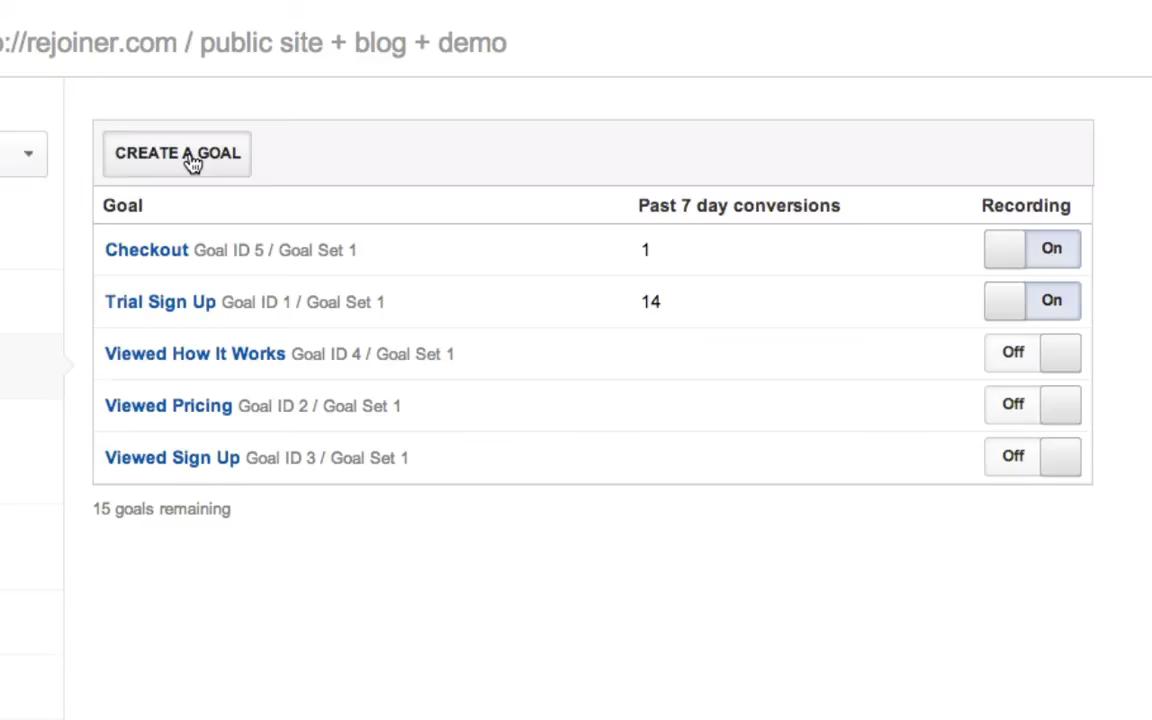 ://rejoiner.com / public site + blog + demo
CREATE A GOAL
Goal Past 7 day conversions Recording
Checkout Goal ID 5 / Goal Set 1 1 On
Trial Sign Up Goal ID 1 / Goal Set 1 14 On
Viewed How It Works Goal ID 4 / Goal Set 1 Off
Viewed Pricing Goal ID 2 / Goal Set 1 Off
Viewed Sign Up Goal ID 3 / Goal Set 1 Off
15 goals remaining